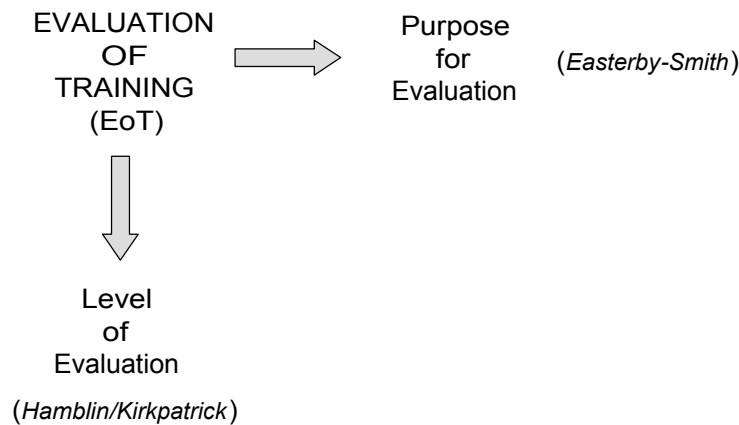 EVALUATION
OF
TRAINING
(EoT)
Purpose
for
Evaluation
(Easterby-Smith)
Level
of
Evaluation
(Hamblin/Kirkpatrick)